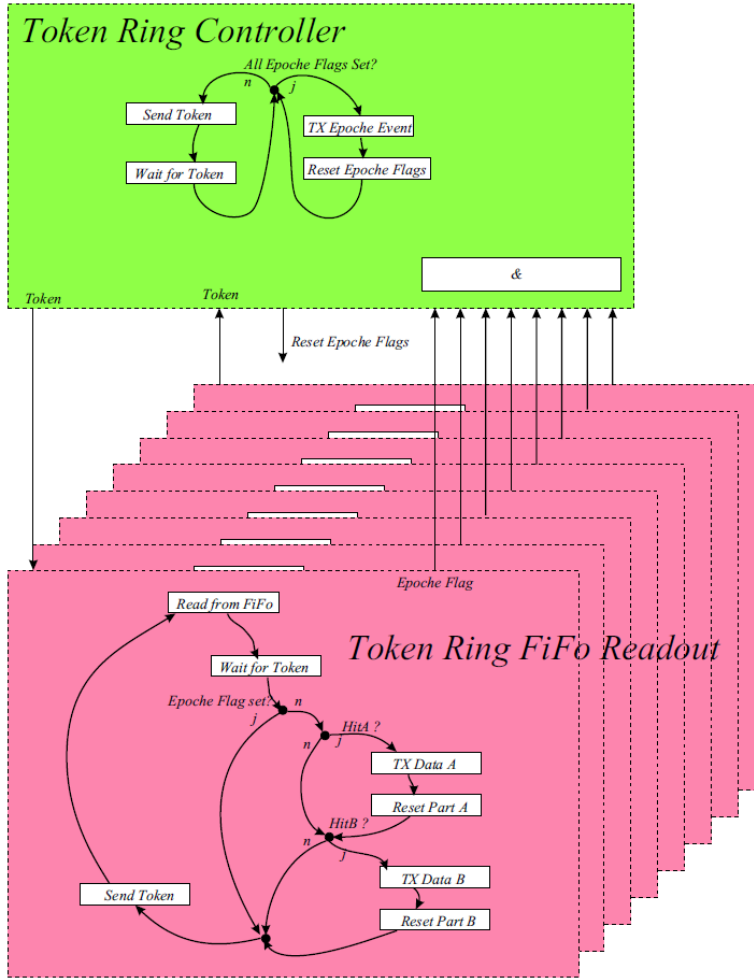 Token Ring Controller
All Epoche Flags Set?
n
j
Send Token
TX Epoche Event
Wait for Token
Reset Epoche Flags
&
Token
Token
Reset Epoche Flags
Epoche Flag
Read from FiFo
Token Ring FiFo Readout
Wait for Token
Epoche Flag set?
n
j
HitA ?
n
j
TX Data A
Reset Part A
HitB ?
n
j
TX Data B
Send Token
Reset Part B